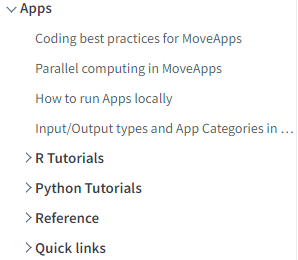 Apps
Coding best practices for MoveApps
Parallel computing in MoveApps
How to run Apps locally
Input/Output types and App Categories in ...
R Tutorials
Python Tutorials
Reference
Quick links